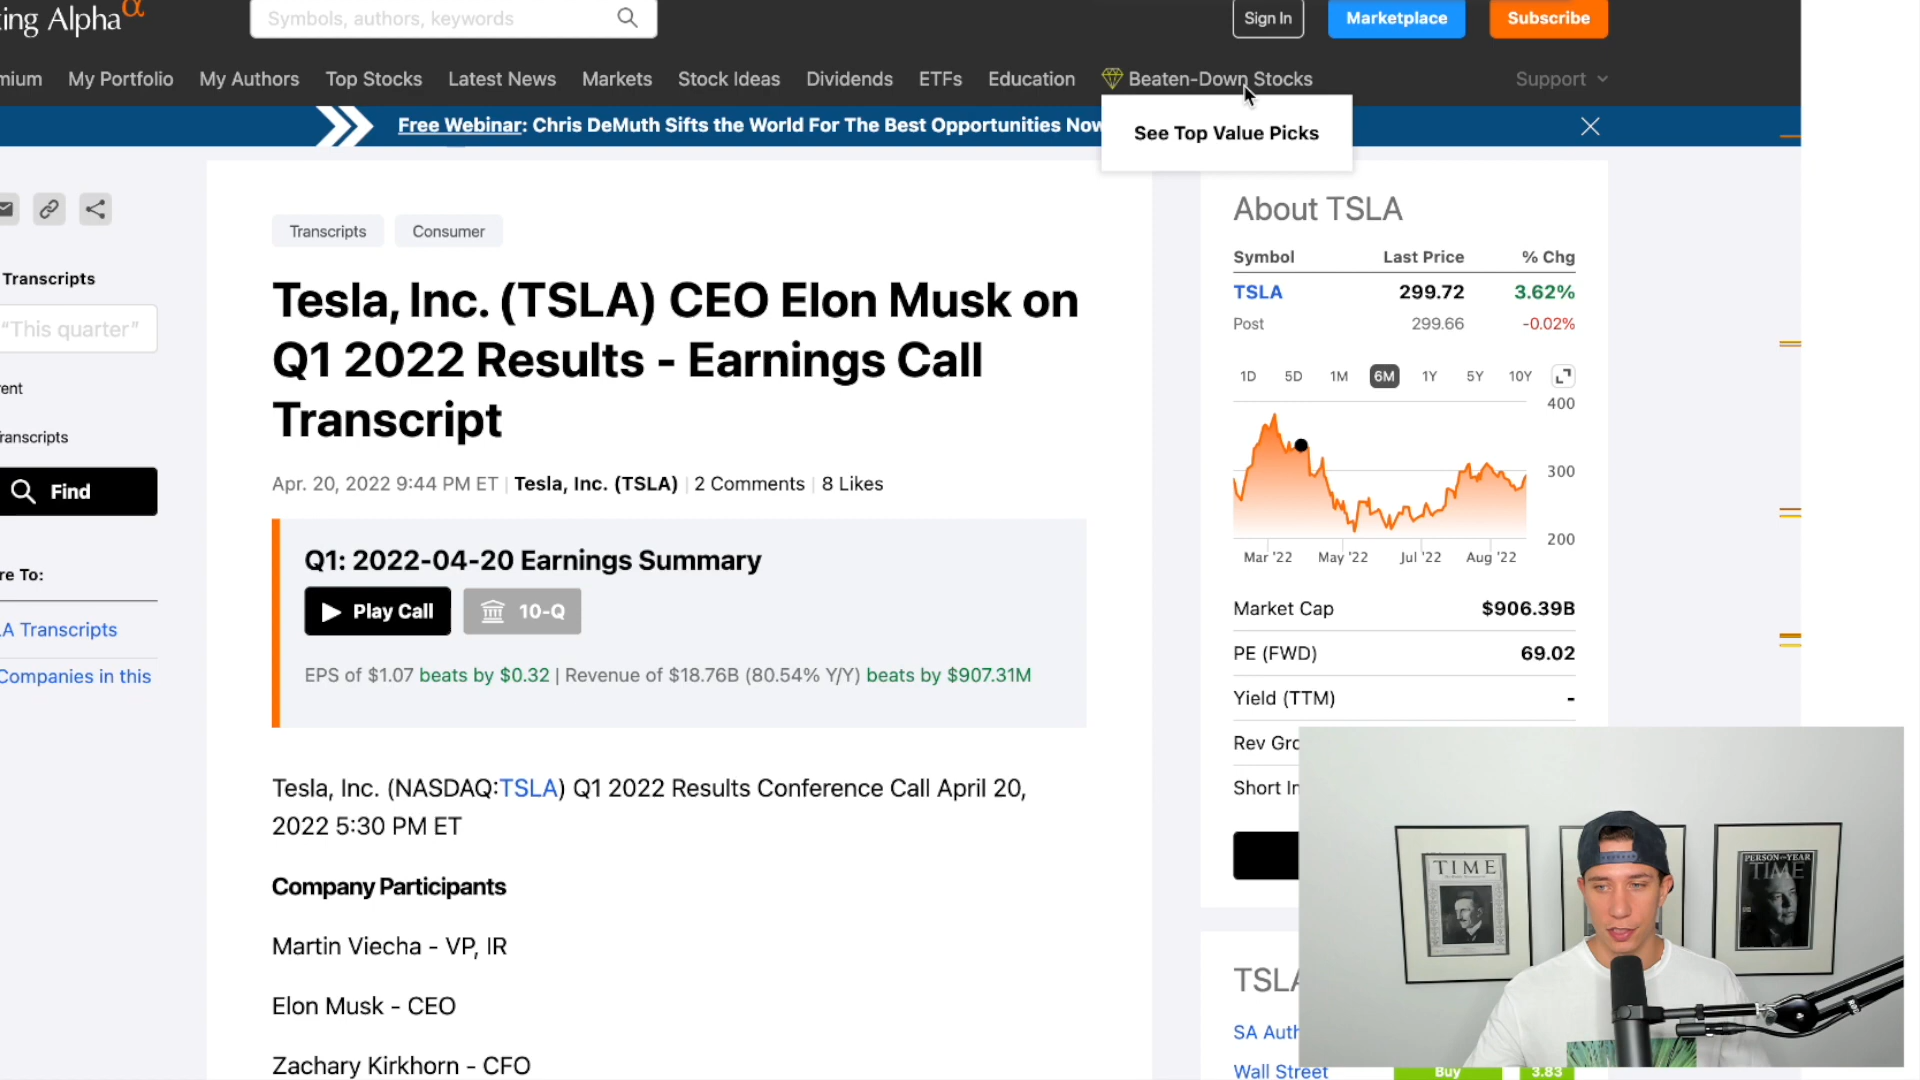 ing Alpha α
Symbols, authors, keywords
Sign In
Marketplace
Subscribe
mium
My Portfolio
My Authors
Top Stocks
Latest News
Markets
Stock Ideas
Dividends
ETFs
Education
Beaten-Down Stocks
Support
Free Webinar: Chris DeMuth Sifts the World For The Best Opportunities Now
See Top Value Picks
Transcripts
"This quarter"
ent
ranscripts
Find
re To:
A Transcripts
Companies in this
Transcripts
Consumer
Tesla, Inc. (TSLA) CEO Elon Musk on
Q1 2022 Results - Earnings Call
Transcript
Apr. 20, 2022 9:44 PM ET | Tesla, Inc. (TSLA) | 2 Comments | 8 Likes
Q1: 2022-04-20 Earnings Summary
Play Call
10-Q
EPS of $1.07 beats by $0.32 | Revenue of $18.76B (80.54% Y/Y) beats by $907.31M
Tesla, Inc. (NASDAQ:TSLA) Q1 2022 Results Conference Call April 20,
2022 5:30 PM ET
Company Participants
Martin Viecha - VP, IR
Elon Musk - CEO
Zachary Kirkhorn - CFO
About TSLA
Symbol Last Price % Chg
TSLA 299.72 3.62%
Post 299.66 -0.02%
1D 5D 1M 6M 1Y 5Y 10Y
400
300
200
Mar '22 May '22 Jul '22 Aug '22
Market Cap $906.39B
PE (FWD) 69.02
Yield (TTM) -
Rev Gro
Short In
TSLA
SA Auth
Wall Street Buy 3.83
TIME
PERSON OF THE YEAR
TIME